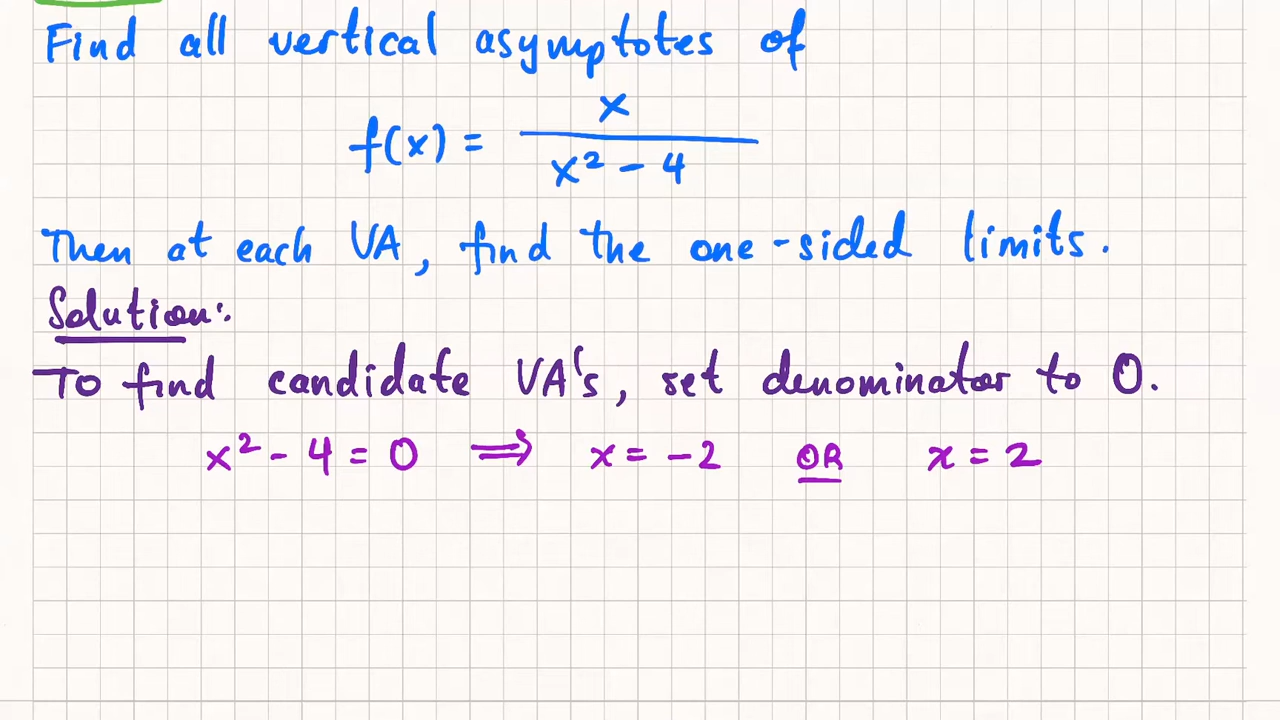 Find all vertical asymptotes of
f(x) = x / (x² - 4)
Then at each VA, find the one-sided limits.
Solution:
To find candidate VA's, set denominator to 0.
x² - 4 = 0 ⟹ x = -2 OR x = 2